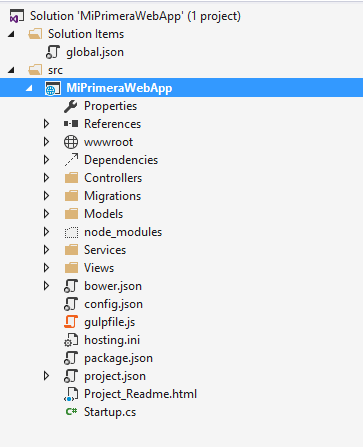 Solution 'MiPrimeraWebApp' (1 project)
Solution Items
global.json
src
MiPrimeraWebApp
Properties
References
wwwroot
Dependencies
Controllers
Migrations
Models
node_modules
Services
Views
bower.json
config.json
gulpfile.js
hosting.ini
package.json
project.json
Project_Readme.html
C# Startup.cs